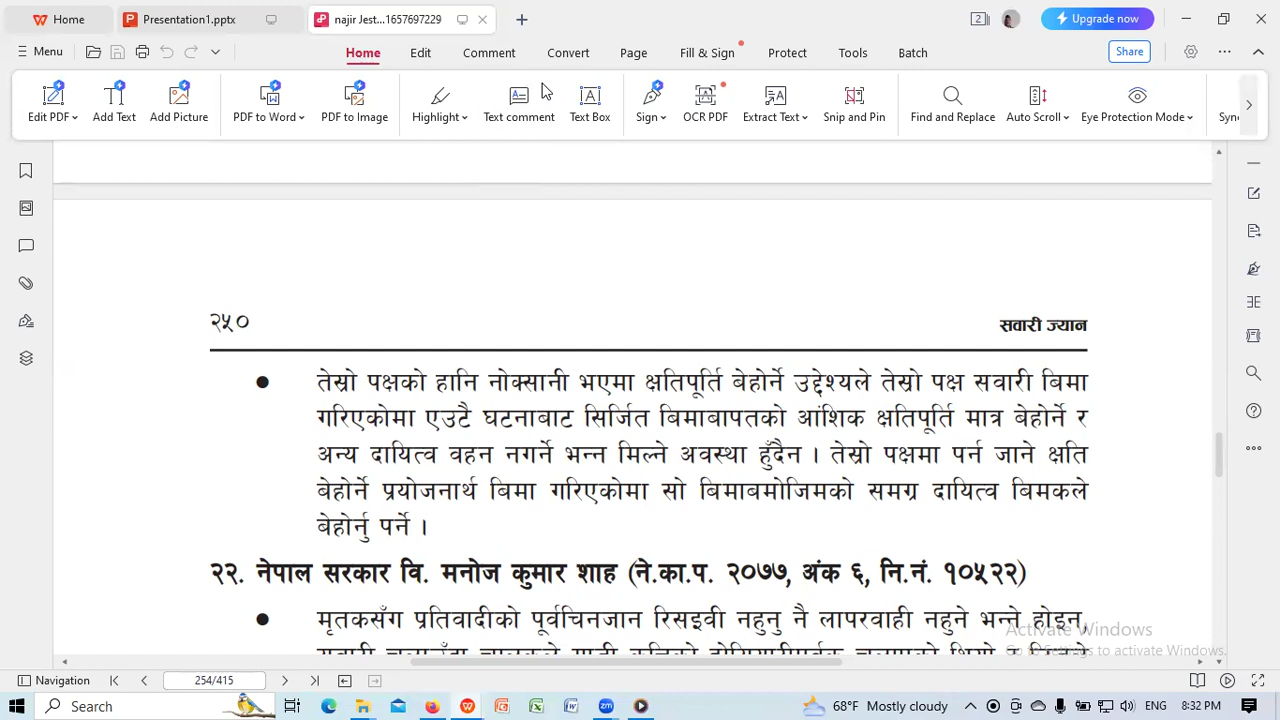 Home
Presentation1.pptx
najir Jest...1657697229
2
Upgrade now
Menu
Home
Edit
Comment
Convert
Page
Fill & Sign
Protect
Tools
Batch
Share
Edit PDF
Add Text
Add Picture
PDF to Word
PDF to Image
Highlight
Text comment
Text Box
Sign
OCR PDF
Extract Text
Snip and Pin
Find and Replace
Auto Scroll
Eye Protection Mode
२५०
सवारी ज्यान
● तेस्रो पक्षको हानि नोक्सानी भएमा क्षतिपूर्ति बेहोर्ने उद्देश्यले तेस्रो पक्ष सवारी बिमा
गरिएकोमा एउटै घटनाबाट सिर्जित बिमाबापतको आंशिक क्षतिपूर्ति मात्र बेहोर्ने र
अन्य दायित्व वहन नगर्ने भन्न मिल्ने अवस्था हुँदैन । तेस्रो पक्षमा पर्न जाने क्षति
बेहोर्ने प्रयोजनार्थ बिमा गरिएकोमा सो बिमाबमोजिमको समग्र दायित्व बिमकले
बेहोर्नु पर्ने ।
२२. नेपाल सरकार वि. मनोज कुमार शाह (ने.का.प. २०७७, अंक ६, नि.नं. १०५२२)
● मृतकसँग प्रतिवादीको पूर्वचिनजान रिसइवी नहुनु नै लापरवाही नहुने भन्ने होइन,
Activate Windows
Go to Settings to activate Windows.
Navigation
254/415
Search
68°F Mostly cloudy
ENG
8:32 PM